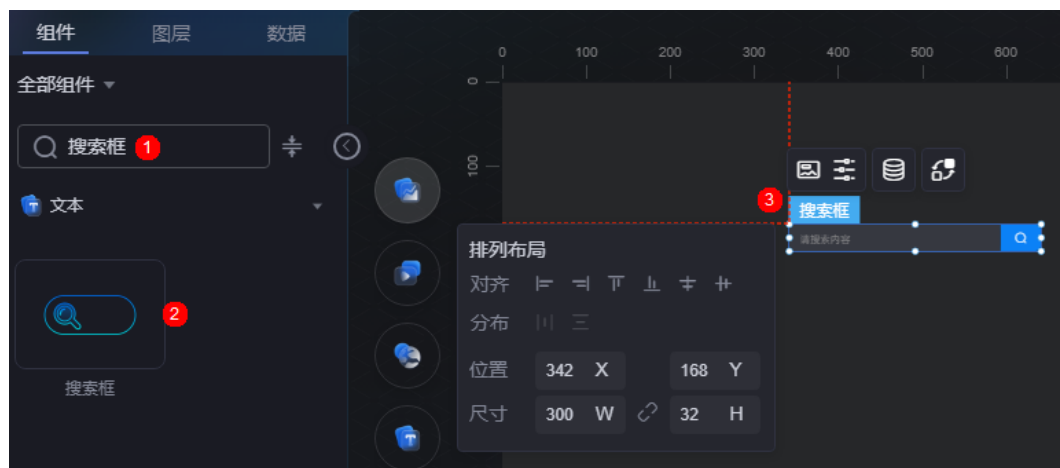 组件 图层 数据
全部组件
搜索框 1
文本
2
搜索框
0 100 200 300 400 500 600
0
100
3
搜索框
请搜索内容
排列布局
对齐
分布
位置 342 X 168 Y
尺寸 300 W 32 H